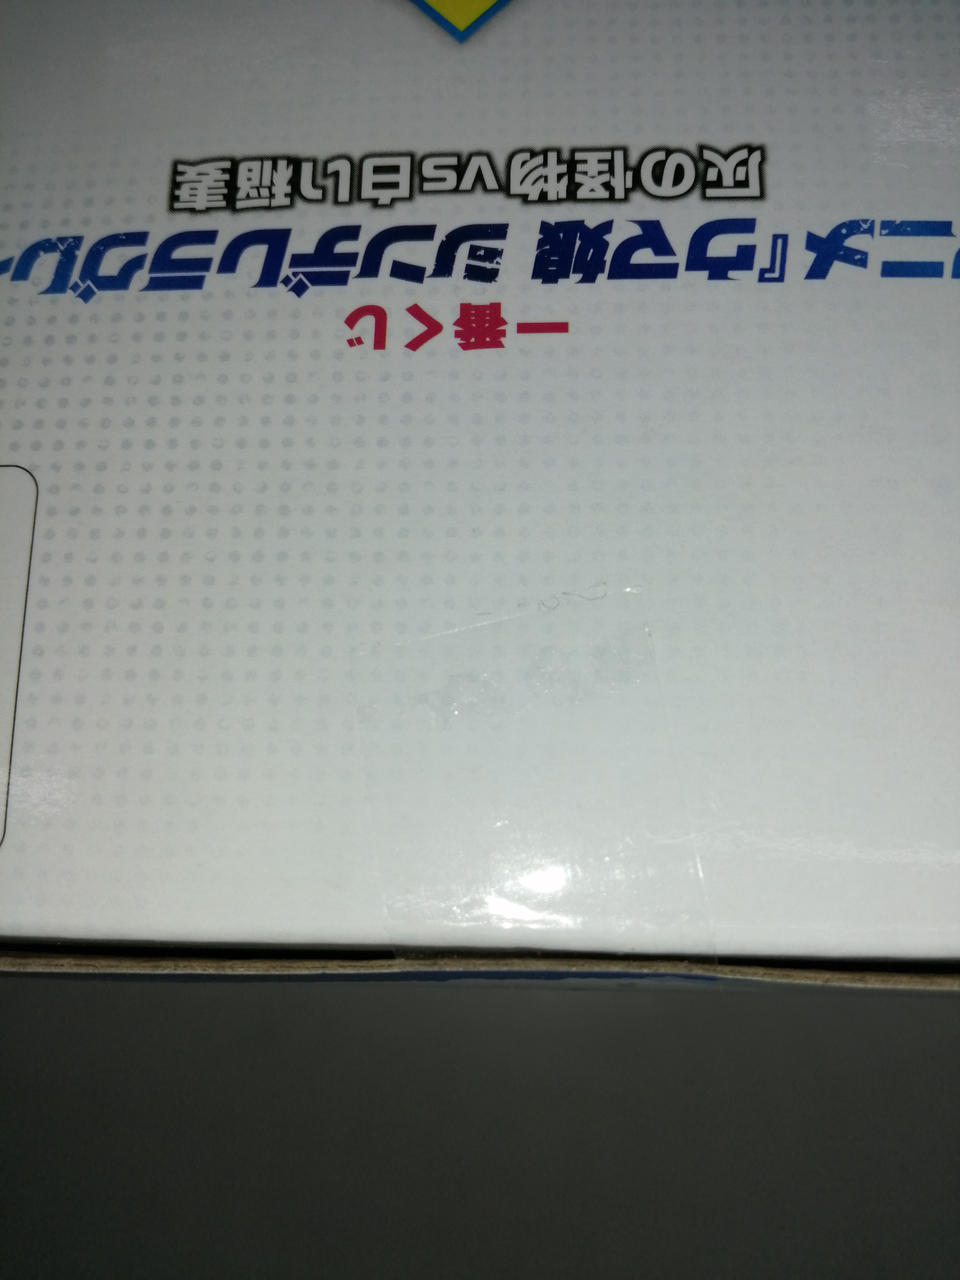 一番くじ
アニメ『ウマ娘 シンデレラグレ
灰の怪物vs白い稲妻